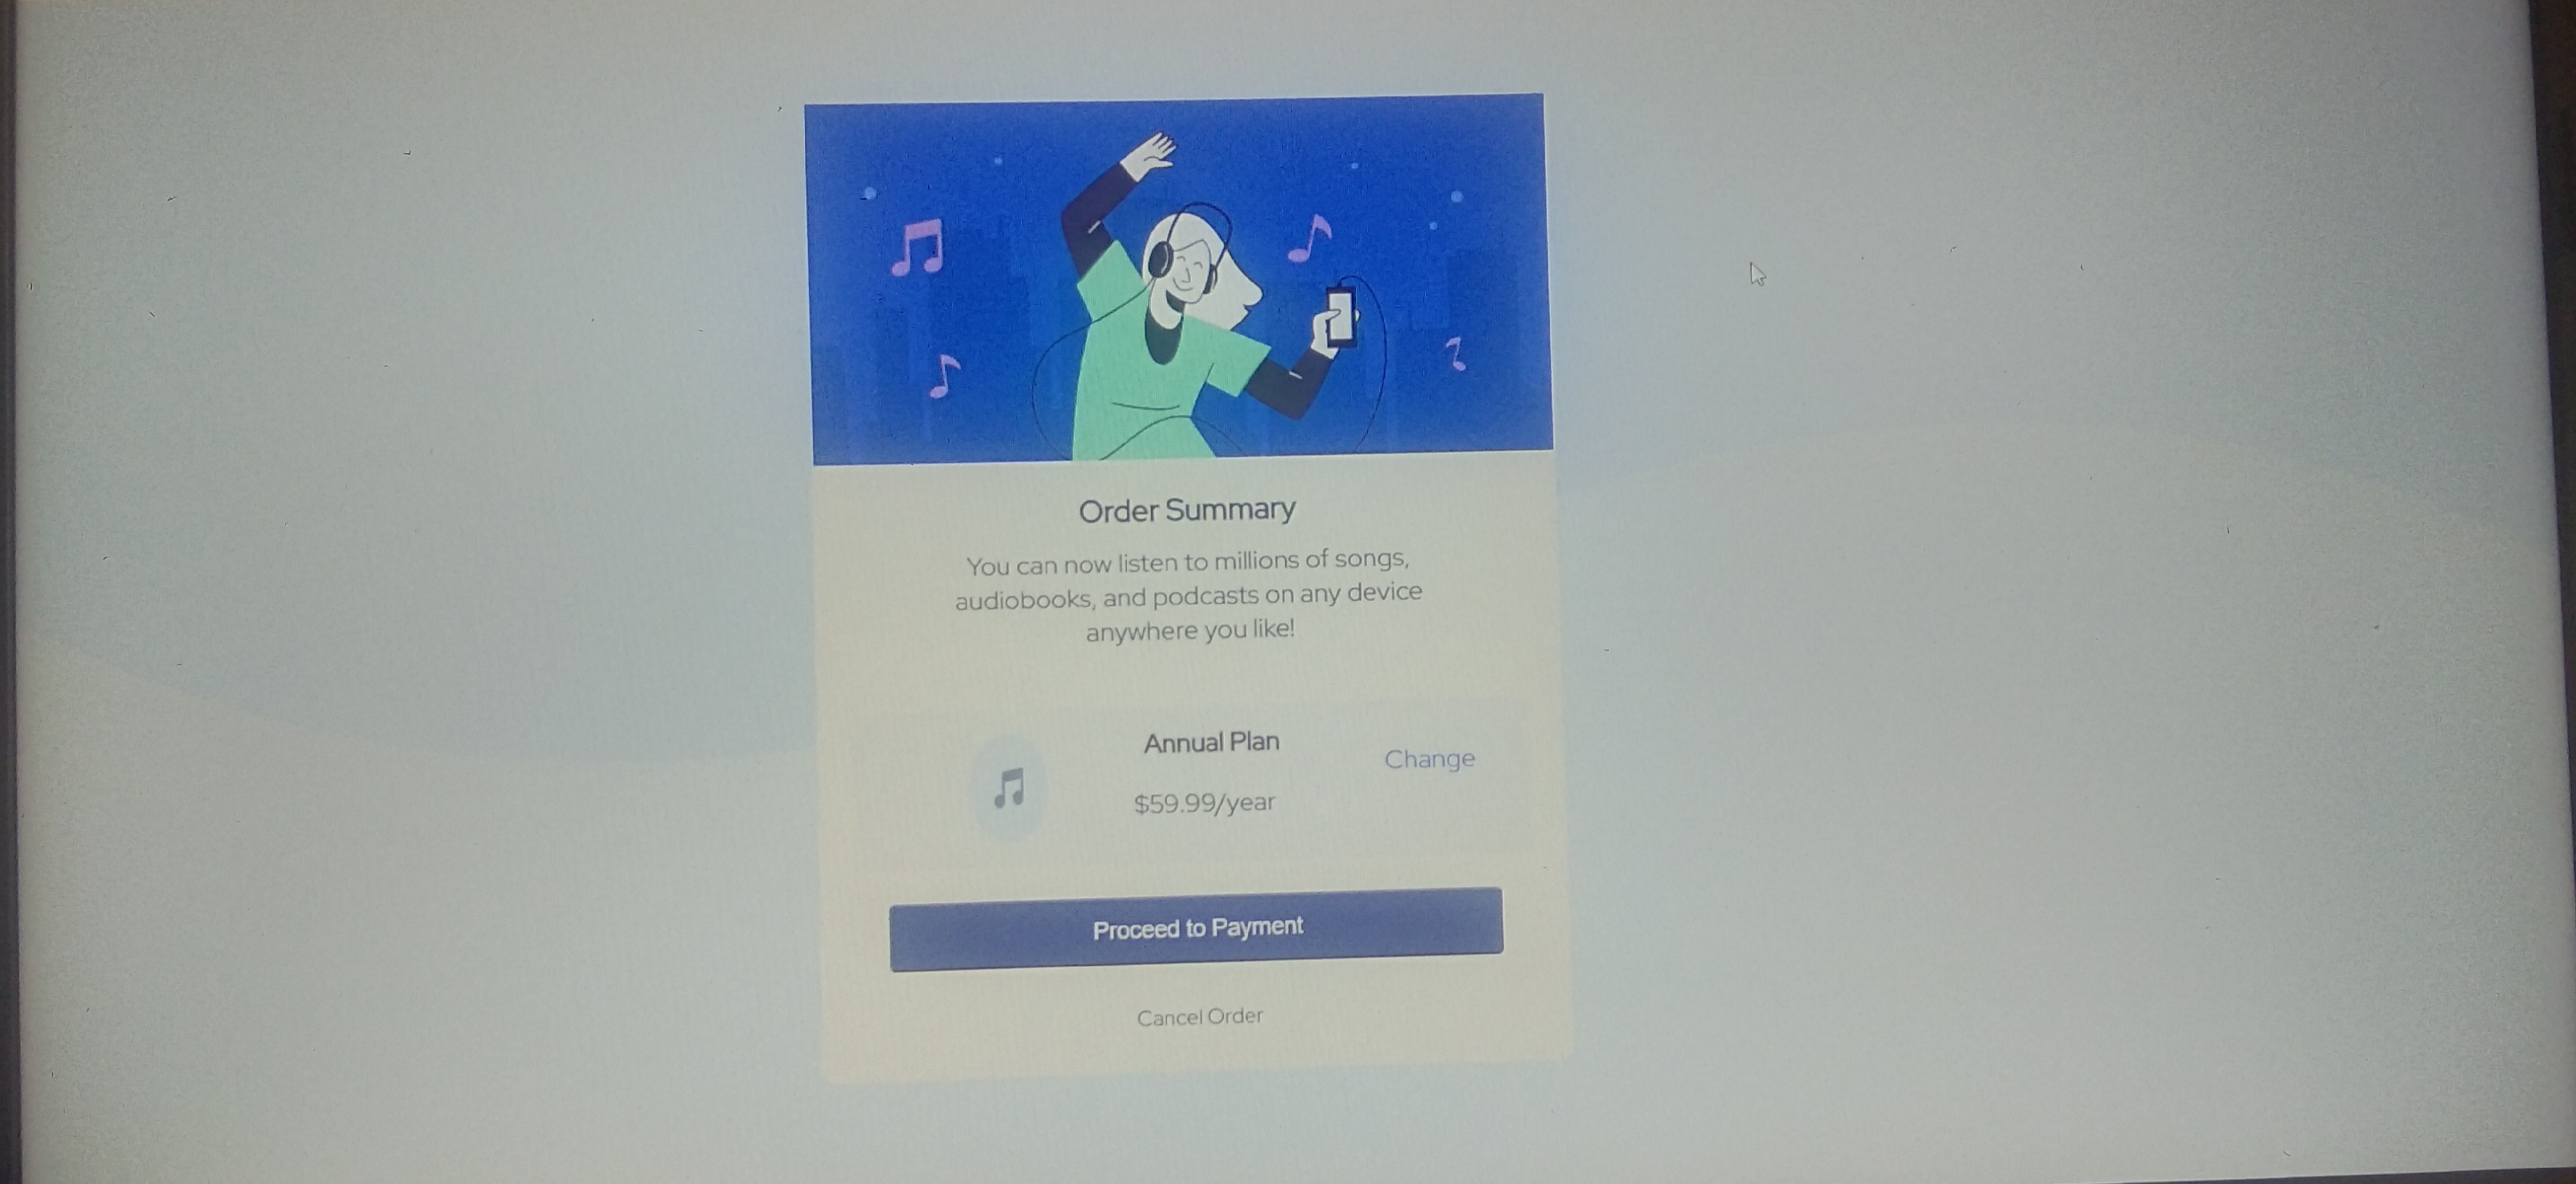 Order Summary
You can now listen to millions of songs,
audiobooks, and podcasts on any device
anywhere you like!
Annual Plan
Change
$59.99/year
Proceed to Payment
Cancel Order